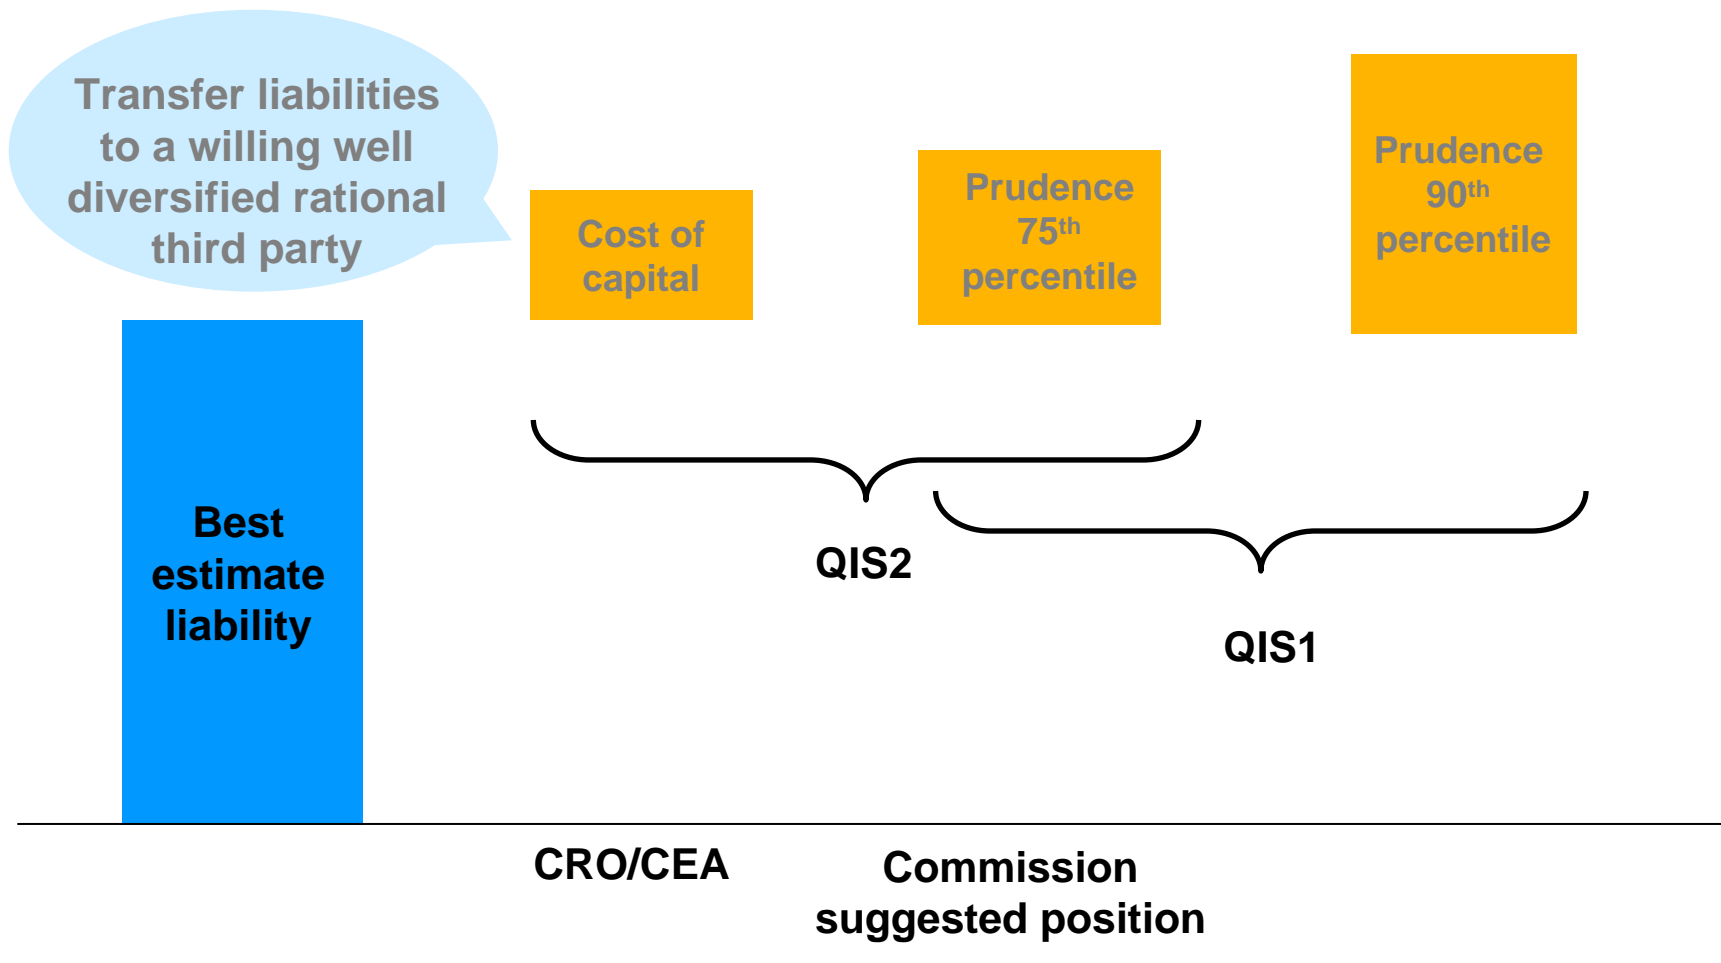 Transfer liabilities
to a willing well
diversified rational
third party
Cost of
capital
Prudence
75th
percentile
Prudence
90th
percentile
Best
estimate
liability
QIS2
QIS1
CRO/CEA
Commission
suggested position